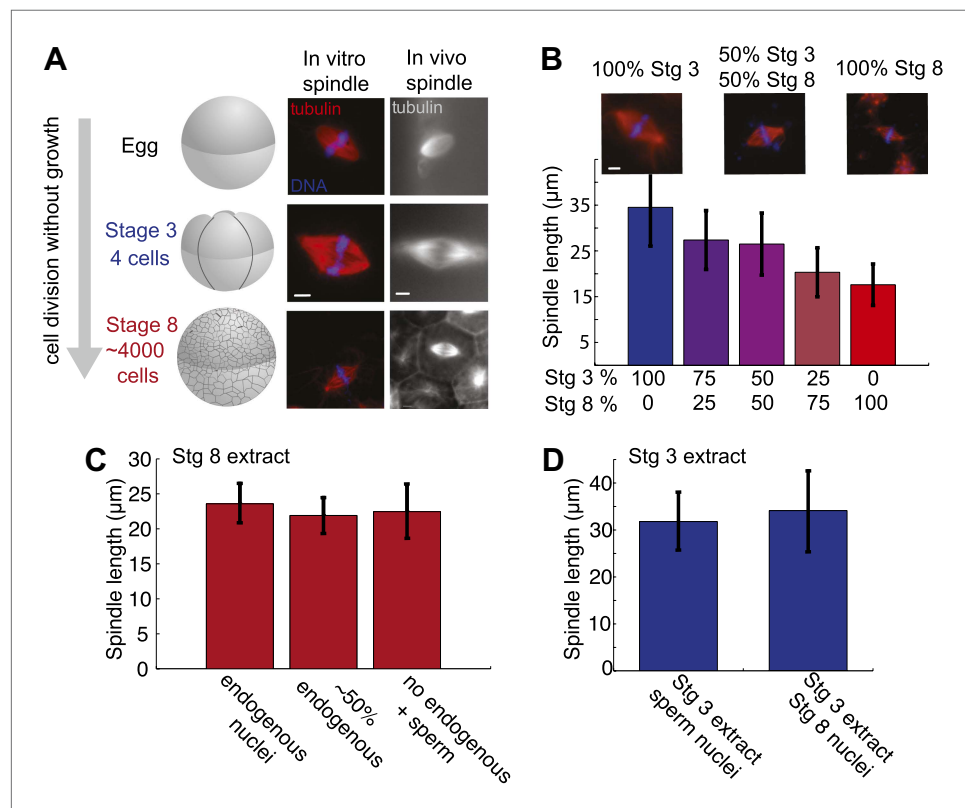 A
In vitro
spindle
In vivo
spindle
cell division without growth
Egg
tubulin
DNA
tubulin
Stage 3
4 cells
Stage 8
~4000
cells
B
100% Stg 3
50% Stg 3
50% Stg 8
100% Stg 8
Spindle length (µm)
35
25
15
Stg 3 % 100 75 50 25 0
Stg 8 % 0 25 50 75 100
C
Stg 8 extract
Spindle length (µm)
30
25
20
15
10
5
0
endogenous
nuclei
~50%
endogenous
no endogenous
+ sperm
D
Stg 3 extract
Spindle length (µm)
40
30
20
10
0
Stg 3 extract
sperm nuclei
Stg 3 extract
Stg 8 nuclei